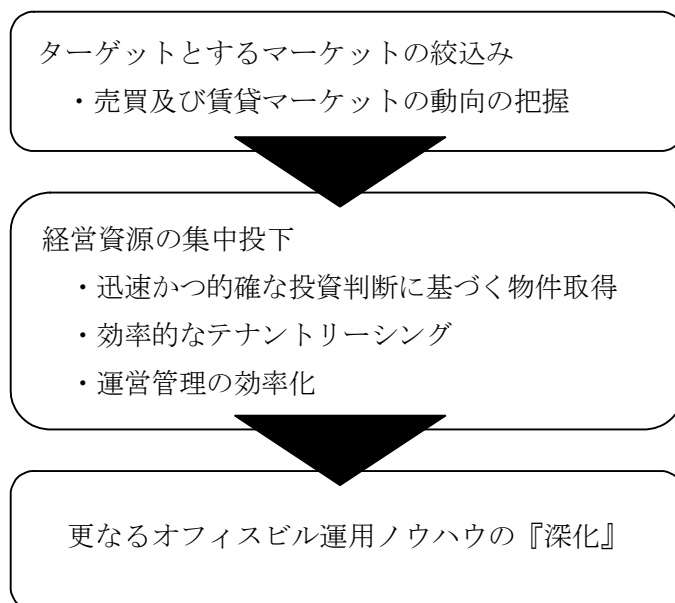 ターゲットとするマーケットの絞込み
・売買及び賃貸マーケットの動向の把握
経営資源の集中投下
・迅速かつ的確な投資判断に基づく物件取得
・効率的なテナントリーシング
・運営管理の効率化
更なるオフィスビル運用ノウハウの『深化』